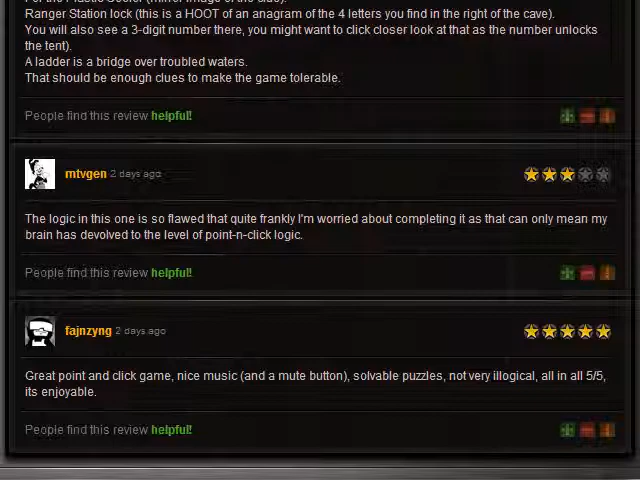 Ranger Station lock (this is a HOOT of an anagram of the 4 letters you find in the right of the cave).
You will also see a 3-digit number there, you might want to click closer look at that as the number unlocks
the tent).
A ladder is a bridge over troubled waters.
That should be enough clues to make the game tolerable.
People find this review helpful!
mtvgen 2 days ago
The logic in this one is so flawed that quite frankly I'm worried about completing it as that can only mean my
brain has devolved to the level of point-n-click logic.
People find this review helpful!
fajnzyng 2 days ago
Great point and click game, nice music (and a mute button), solvable puzzles, not very illogical, all in all 5/5,
its enjoyable.
People find this review helpful!